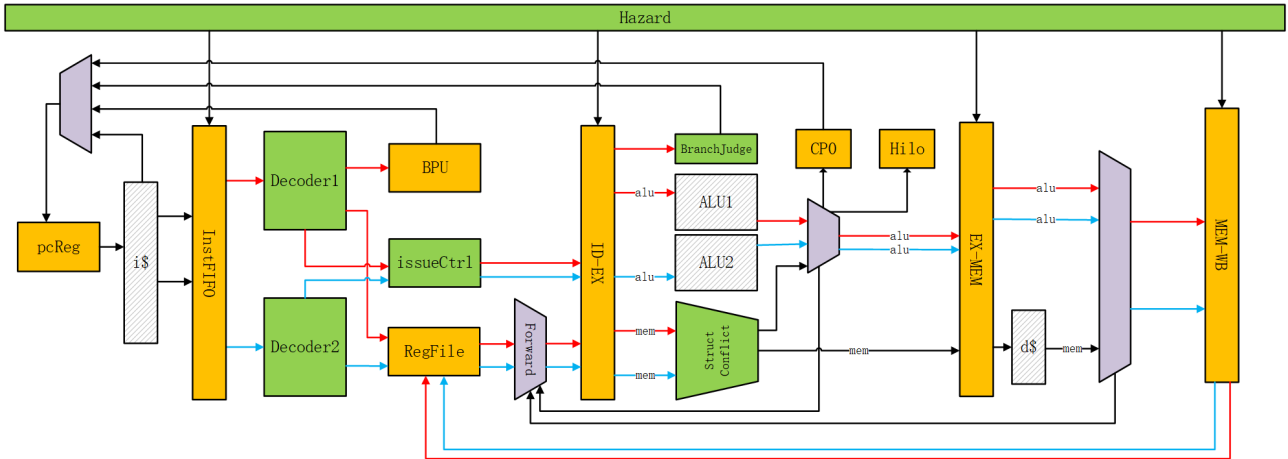 Hazard
pcReg
i$
InstFIFO
Decoder1
Decoder2
BPU
issueCtrl
RegFile
Forward
ID-EX
alu
alu
mem
mem
BranchJudge
ALU1
ALU2
Struct
Conflict
CP0
Hilo
alu
alu
mem
EX-MEM
alu
alu
d$
mem
MEM-WB